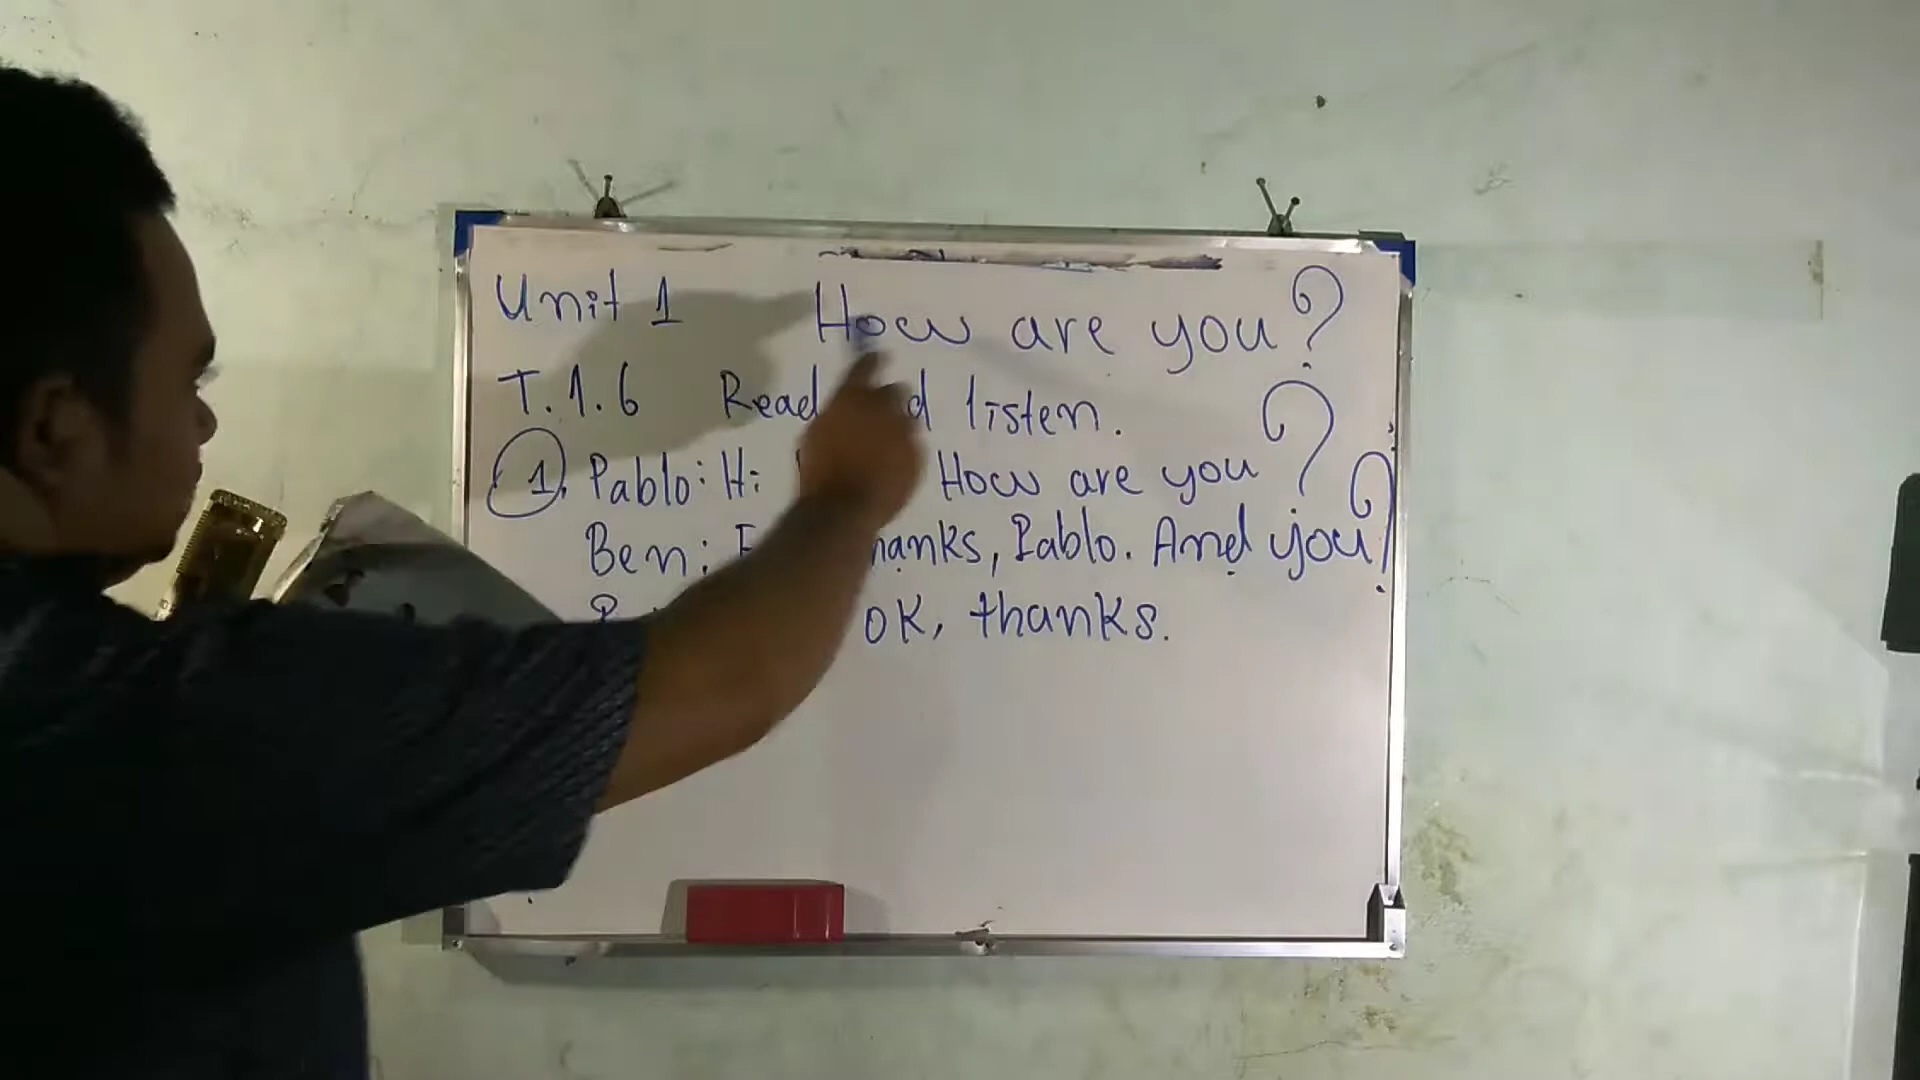 Unit 1 How are you?
T.1.6 Read listen.
1. Pablo: Hi How are you?
Ben: thanks, Pablo. And you?
OK, thanks.